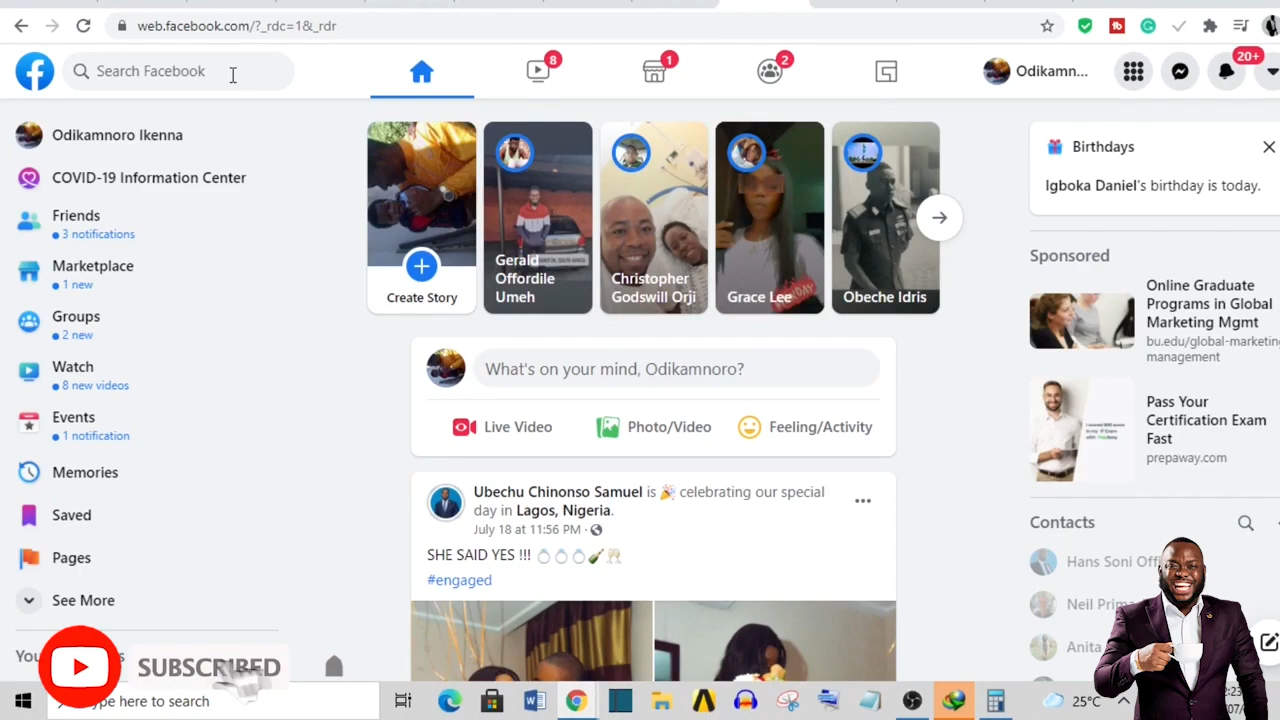 web.facebook.com/?_rdc=1&_rdr
Search Facebook
8
1
2
Odikamn...
20+
Odikamnoro Ikenna
COVID-19 Information Center
Friends
3 notifications
Marketplace
1 new
Groups
2 new
Watch
8 new videos
Events
1 notification
Memories
Saved
Pages
See More
Create Story
Gerald
Offordile
Umeh
Christopher
Godswill Orji
Grace Lee
Obeche Idris
What's on your mind, Odikamnoro?
Live Video
Photo/Video
Feeling/Activity
Ubechu Chinonso Samuel is 🎉 celebrating our special
day in Lagos, Nigeria.
July 18 at 11:56 PM ·
SHE SAID YES !!! 💍💍💍🍾🥂
#engaged
Birthdays
Igboka Daniel's birthday is today.
Sponsored
Online Graduate
Programs in Global
Marketing Mgmt
bu.edu/global-marketing
management
Pass Your
Certification Exam
Fast
prepaway.com
Contacts
Hans Soni Offi
Neil Prim
Anita
SUBSCRIBED
here to search
25°C